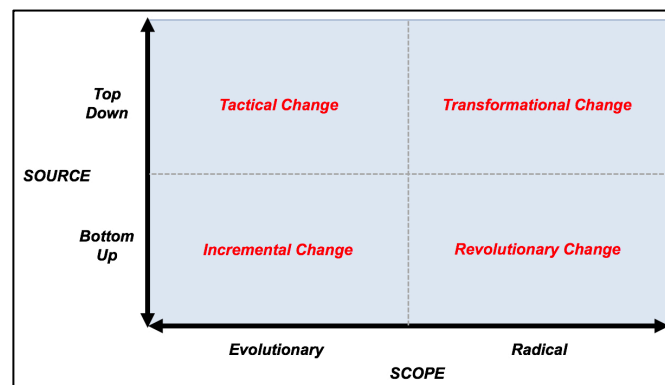 Top
Down
Tactical Change
Transformational Change
SOURCE
Bottom
Up
Incremental Change
Revolutionary Change
Evolutionary
Radical
SCOPE